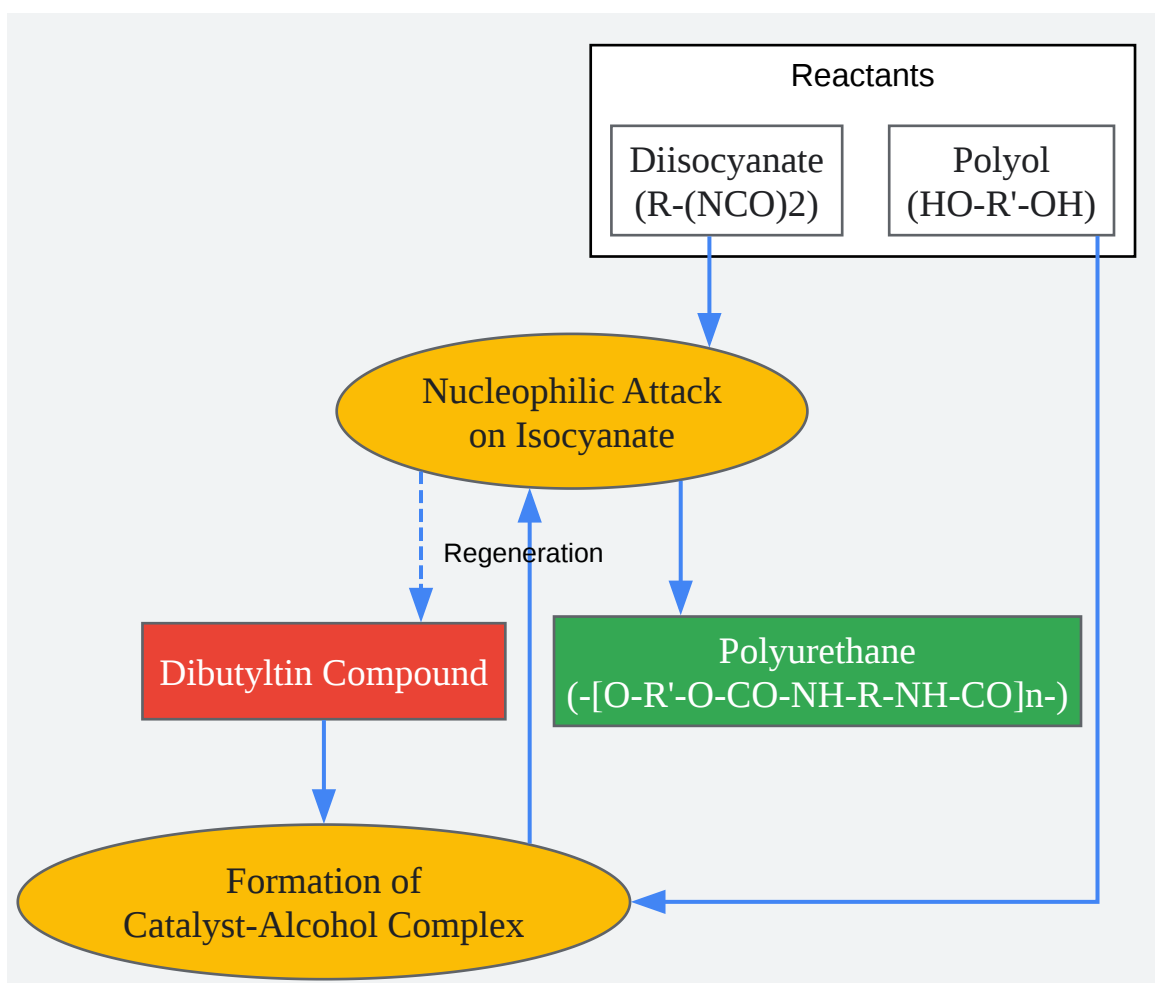 Reactants
Diisocyanate
(R-(NCO)2)
Polyol
(HO-R'-OH)
Nucleophilic Attack
on Isocyanate
Regeneration
Dibutyltin Compound
Polyurethane
(-[O-R'-O-CO-NH-R-NH-CO]n-)
Formation of
Catalyst-Alcohol Complex